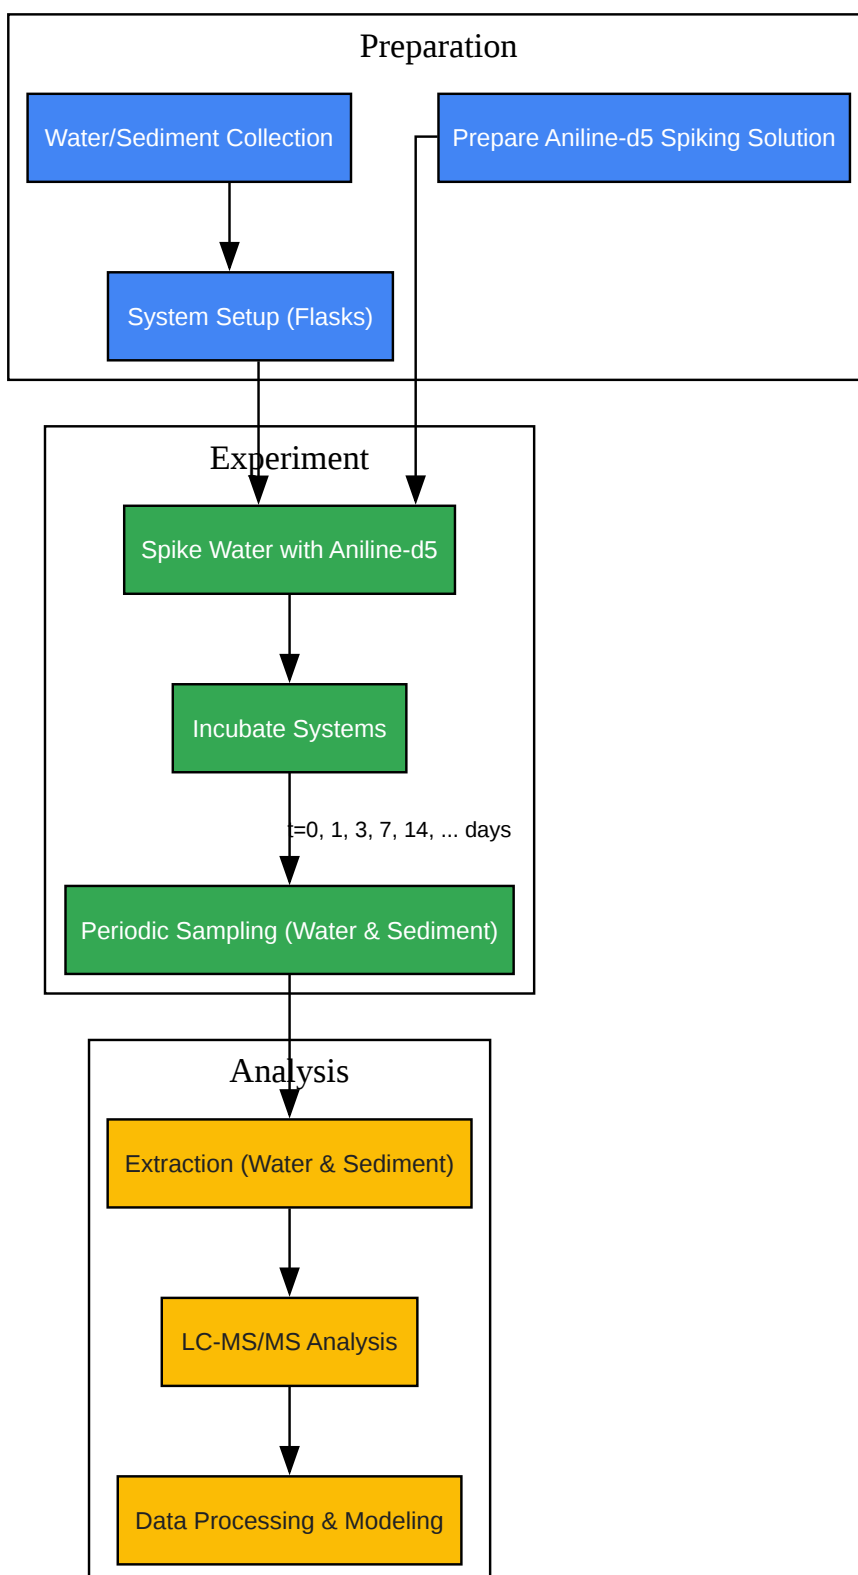 Preparation
Water/Sediment Collection
Prepare Aniline-d5 Spiking Solution
System Setup (Flasks)
Experiment
Spike Water with Aniline-d5
Incubate Systems
t=0, 1, 3, 7, 14, ... days
Periodic Sampling (Water & Sediment)
Analysis
Extraction (Water & Sediment)
LC-MS/MS Analysis
Data Processing & Modeling